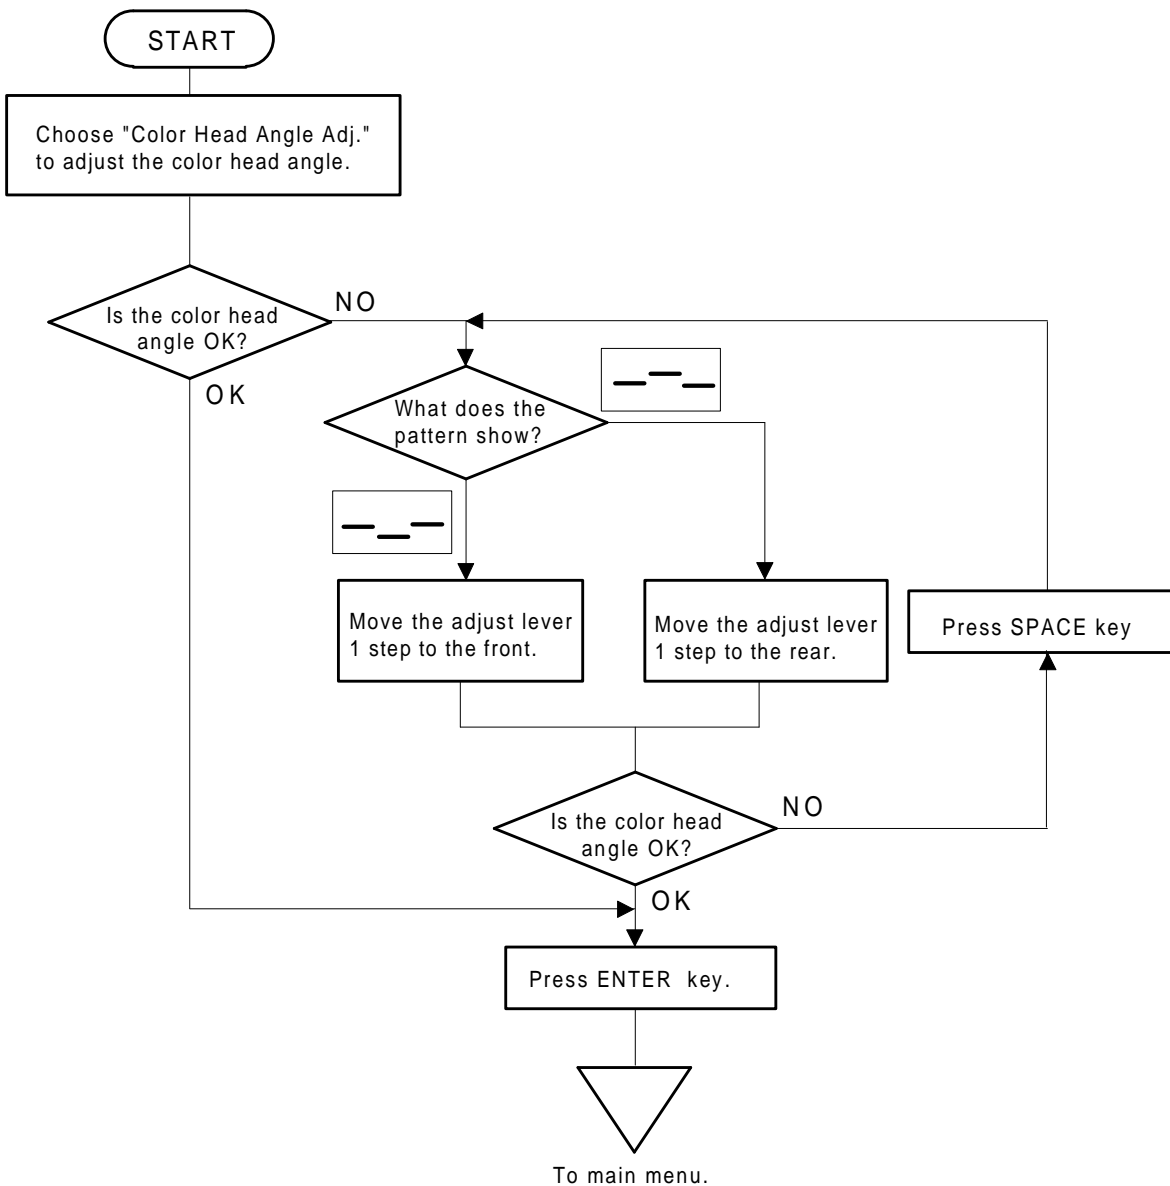 START
Choose "Color Head Angle Adj."
to adjust the color head angle.
Is the color head
angle OK?
NO
OK
What does the
pattern show?
Move the adjust lever
1 step to the front.
Move the adjust lever
1 step to the rear.
Press SPACE key
Is the color head
angle OK?
NO
OK
Press ENTER key.
To main menu.